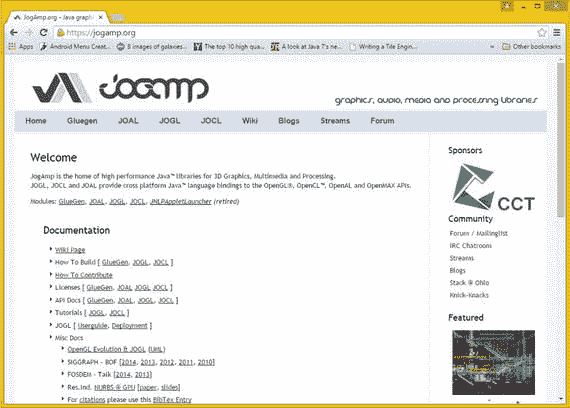 JogAmp.org - Java graphi
https://jogamp.org
Apps Android Menu Creat... 8 images of galaxies... The top 10 high qua... A look at Java 7's ne... Writing a Tile Engin... » Other bookmarks
JogAmp
graphics, audio, media and processing libraries
Home Gluegen JOAL JOGL JOCL Wiki Blogs Streams Forum
Welcome
JogAmp is the home of high performance Java™ libraries for 3D Graphics, Multimedia and Processing.
JOGL, JOCL and JOAL provide cross platform Java™ language bindings to the OpenGL®, OpenCL™, OpenAL and OpenMAX APIs.
Modules: GlueGen, JOAL, JOGL, JOCL, JNLPAppletLauncher (retired)
Documentation
Wiki Page
How To Build [ GlueGen, JOGL, JOCL ]
How To Contribute
Licenses [ GlueGen, JOAL JOGL JOCL ]
API Docs [ GlueGen, JOAL, JOGL, JOCL ]
Tutorials [ JOGL, JOCL ]
JOGL [ Userguide, Deployment ]
Misc Docs
OpenGL Evolution & JOGL (UML)
SIGGRAPH - BOF [2014, 2013, 2012, 2011, 2010]
FOSDEM - Talk [2014, 2013]
Res.Ind. NURBS @ GPU [paper, slides]
For citations please use this BibTex Entry
Sponsors
CCT
Community
Forum / Mailinglist
IRC Chatroom
Streams
Blogs
Stack @ Ohlo
Knick-Knacks
Featured